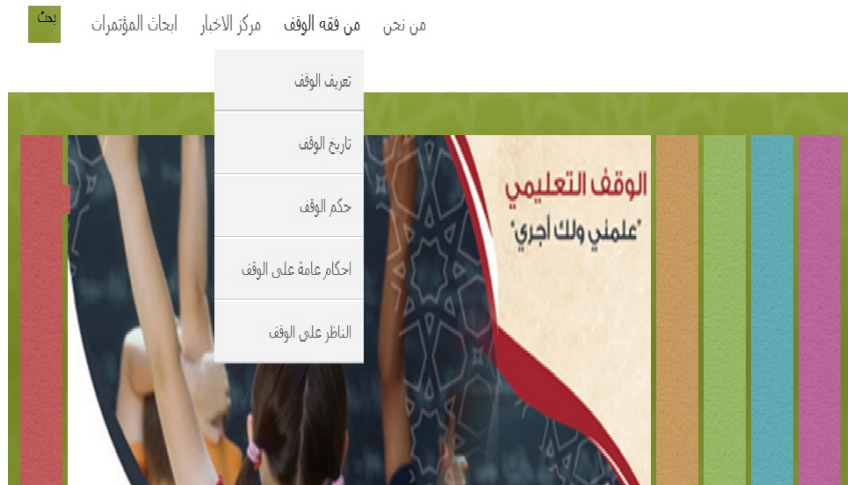 من نحن من فقه الوقف مركز الاخبار ابحاث المؤتمرات بحث
تعريف الوقف
تاريخ الوقف
حكم الوقف
احكام عامة على الوقف
الناظر على الوقف
الوقف التعليمي
"علمني ولك أجري"